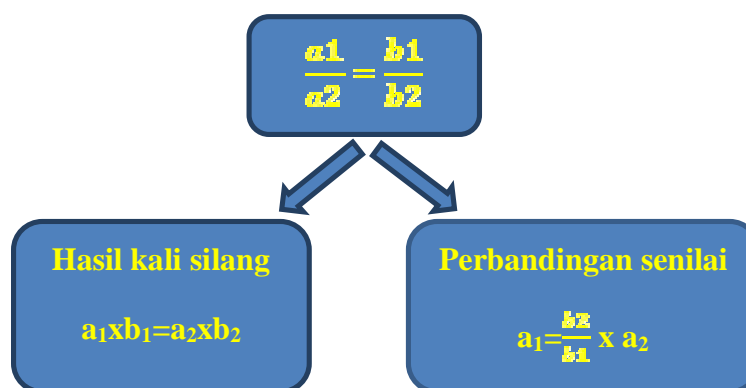 a1/a2 = b1/b2
Hasil kali silang
a₁xb₁=a₂xb₂
Perbandingan senilai
a₁=b2/b1 x a₂